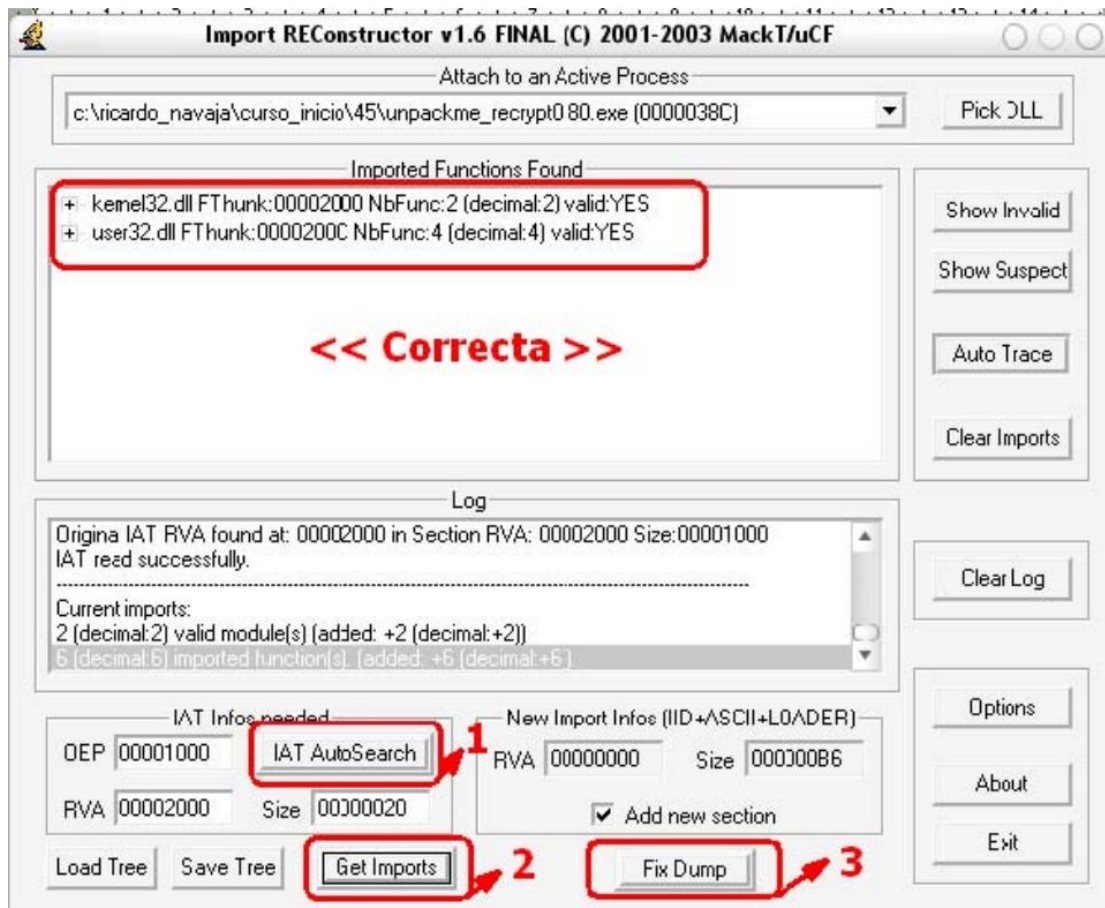 Import REConstructor v1.6 FINAL (C) 2001-2003 MackT/uCF
Attach to an Active Process
c:\ricardo_navaja\curso_inicio\45\unpackme_recrypt0.80.exe (0000038C)
Pick DLL
Imported Functions Found
kernel32.dll FThunk:00002000 NbFunc:2 (decimal:2) valid:YES
user32.dll FThunk:0000200C NbFunc:4 (decimal:4) valid:YES
<< Correcta >>
Show Invalid
Show Suspect
Auto Trace
Clear Imports
Log
Origina IAT RVA found at: 00002000 in Section RVA: 00002000 Size:00001000
IAT read successfully.
Current imports:
2 (decimal:2) valid module(s) (added: +2 (decimal:+2))
6 (decimal:6) imported function(s). (added: +6 (decimal:+6)
Clear Log
IAT Infos needed
OEP 00001000 IAT AutoSearch 1
RVA 00002000 Size 00000020
New Import Infos (IID+ASCII+LOADER)
RVA 00000000 Size 000000B6
Add new section
Load Tree Save Tree Get Imports 2 Fix Dump 3
Options
About
Exit